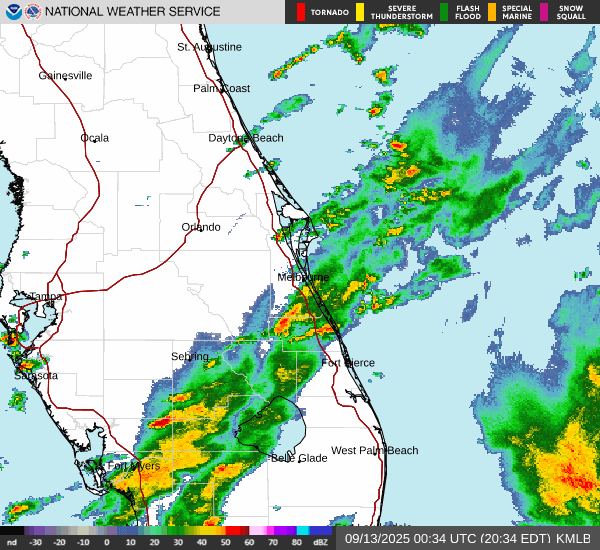 NATIONAL WEATHER SERVICE
TORNADO
SEVERE
THUNDERSTORM
FLASH
FLOOD
SPECIAL
MARINE
SNOW
SQUALL
St. Augustine
Gainesville
Palm Coast
Ocala
Daytona Beach
Orlando
Melbourne
Tampa
Sebring
Fort Pierce
Sarasota
West Palm Beach
Belle Glade
Fort Myers
nd -30 -20 -10 0 10 20 30 40 50 60 70 80 dBZ
09/13/2025 00:34 UTC (20:34 EDT) KMLB